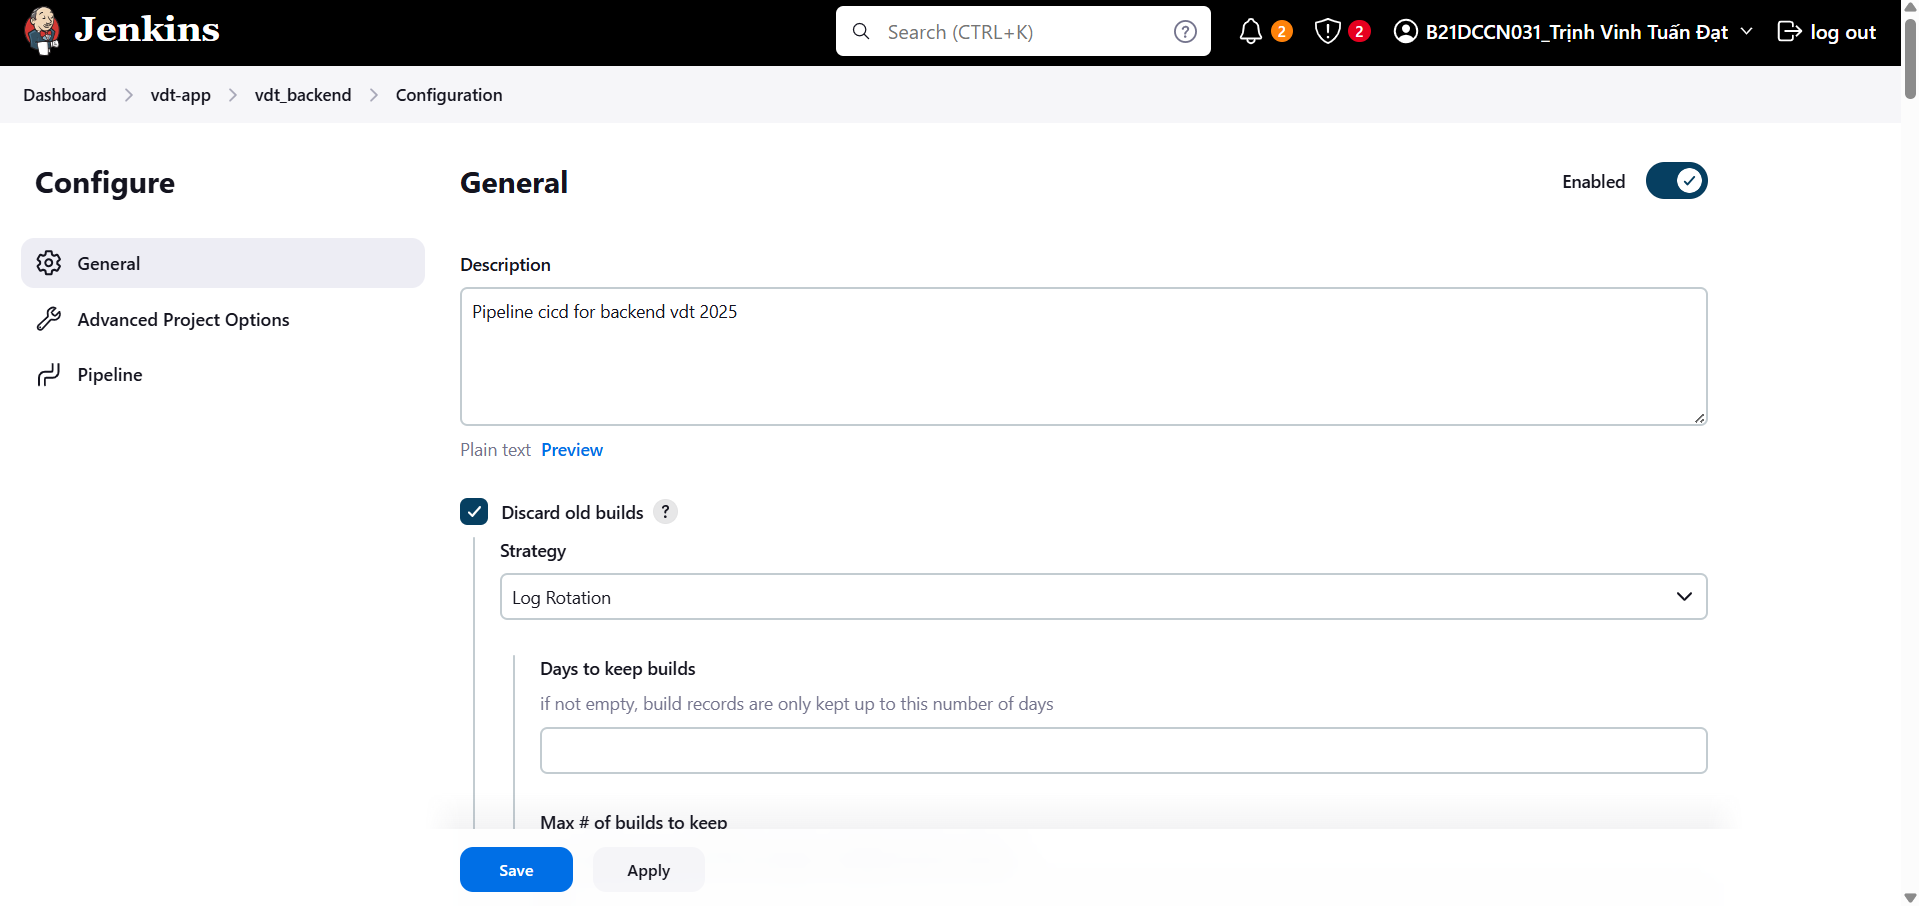 Jenkins
Search (CTRL+K)
?
2
2
B21DCCN031_Trịnh Vinh Tuấn Đạt
log out
Dashboard
vdt-app
vdt_backend
Configuration
Configure
General
Advanced Project Options
Pipeline
General
Enabled
Description
Pipeline cicd for backend vdt 2025
Plain text Preview
Discard old builds ?
Strategy
Log Rotation
Days to keep builds
if not empty, build records are only kept up to this number of days
Max # of builds to keep
Save
Apply